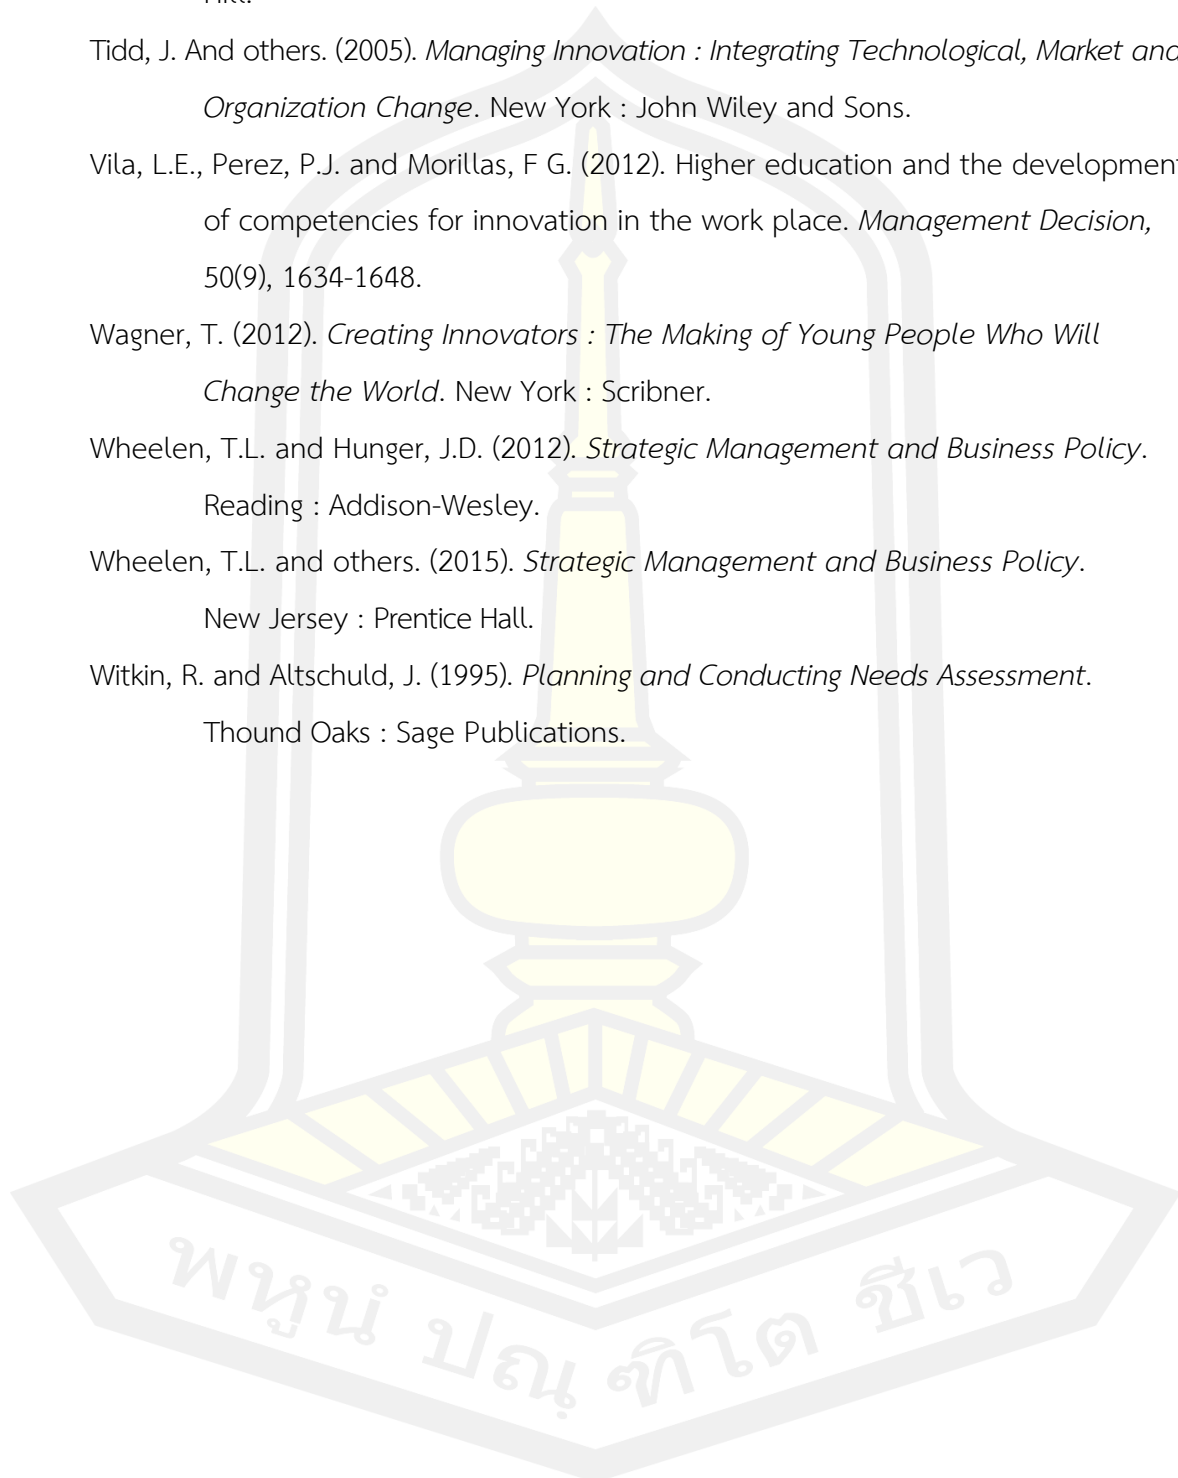 Hill.
Tidd, J. And others. (2005). Managing Innovation : Integrating Technological, Market and
Organization Change. New York : John Wiley and Sons.
Vila, L.E., Perez, P.J. and Morillas, F G. (2012). Higher education and the development
of competencies for innovation in the work place. Management Decision,
50(9), 1634-1648.
Wagner, T. (2012). Creating Innovators : The Making of Young People Who Will
Change the World. New York : Scribner.
Wheelen, T.L. and Hunger, J.D. (2012). Strategic Management and Business Policy.
Reading : Addison-Wesley.
Wheelen, T.L. and others. (2015). Strategic Management and Business Policy.
New Jersey : Prentice Hall.
Witkin, R. and Altschuld, J. (1995). Planning and Conducting Needs Assessment.
Thound Oaks : Sage Publications.
พหูนํ ปณฺ ฑิโต ชีเว